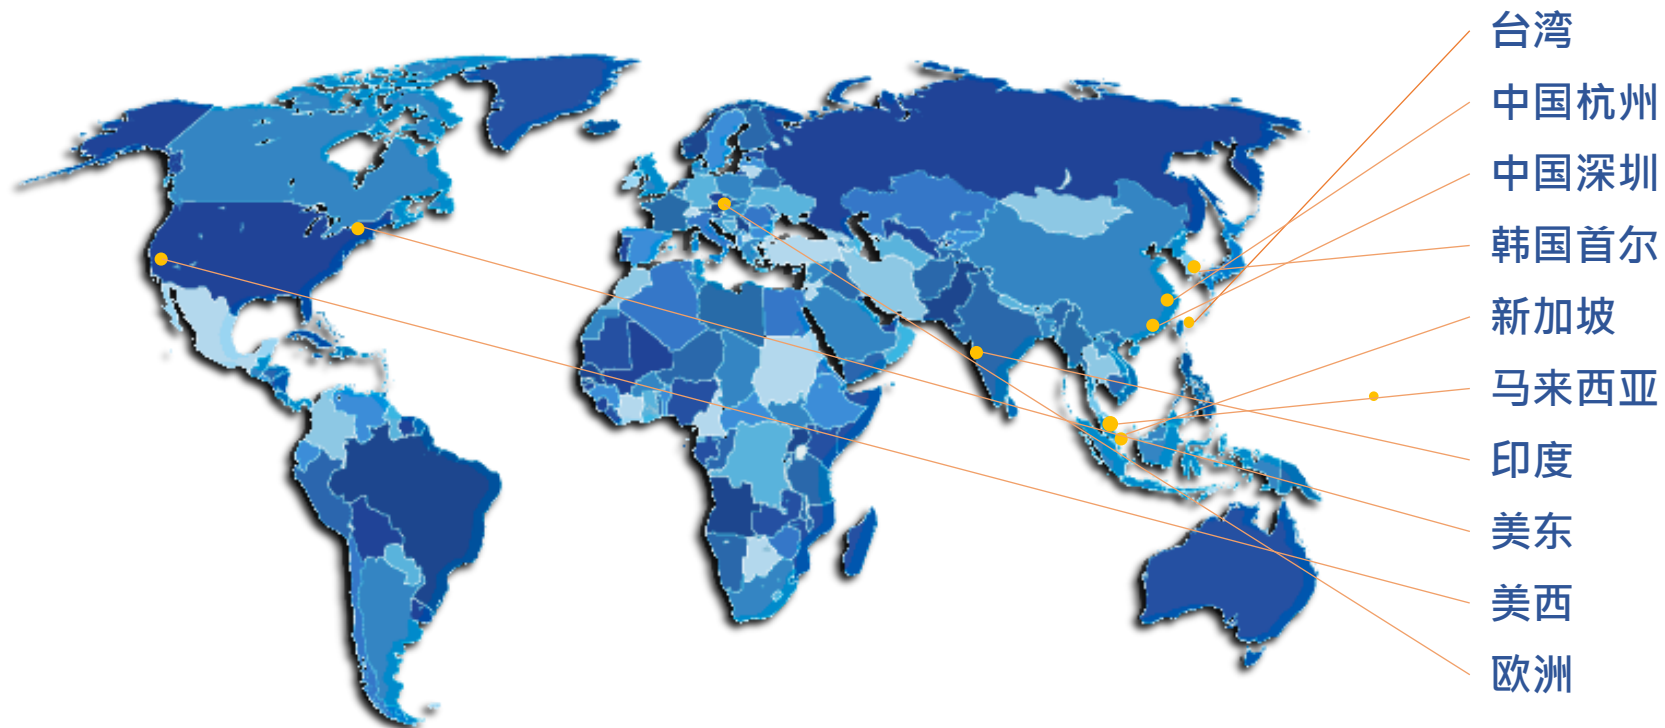 台湾
中国杭州
中国深圳
韩国首尔
新加坡
马来西亚
印度
美东
美西
欧洲